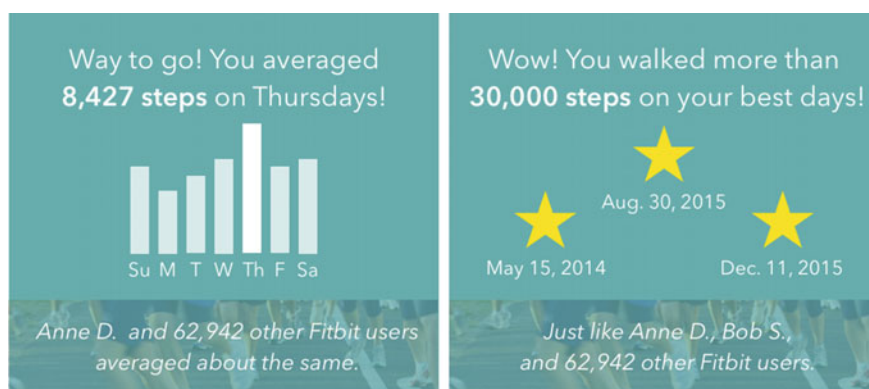 Way to go! You averaged
8,427 steps on Thursdays!
Su M T W Th F Sa
Anne D. and 62,942 other Fitbit users
averaged about the same.
Wow! You walked more than
30,000 steps on your best days!
Aug. 30, 2015
May 15, 2014
Dec. 11, 2015
Just like Anne D., Bob S.,
and 62,942 other Fitbit users.